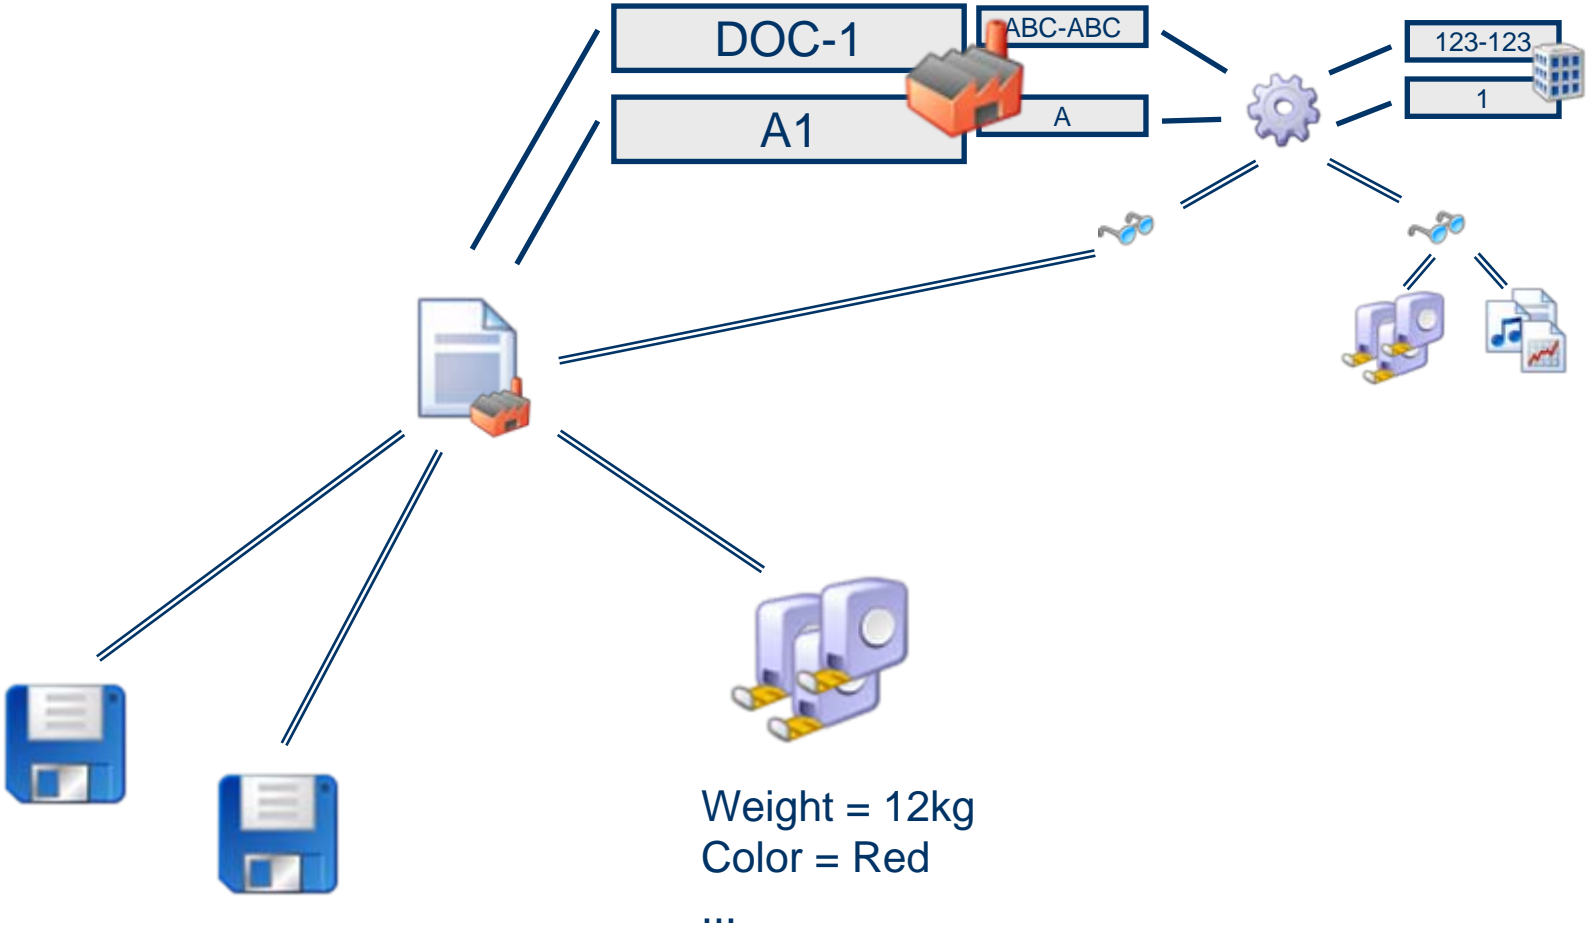 DOC-1
ABC-ABC
123-123
A1
A
1
Weight = 12kg
Color = Red
...